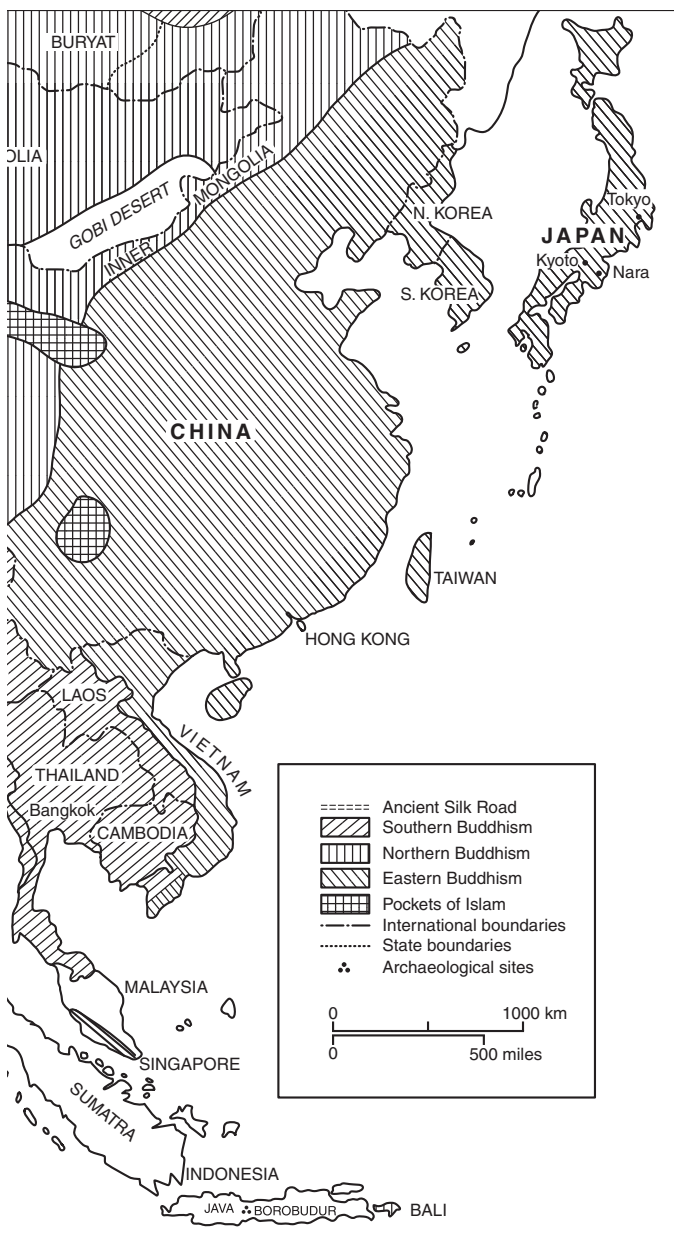 BURYAT
OLIA
GOBI DESERT
INNER MONGOLIA
N. KOREA
S. KOREA
Tokyo
JAPAN
Kyoto
Nara
CHINA
TAIWAN
HONG KONG
LAOS
VIETNAM
THAILAND
Bangkok
CAMBODIA
Ancient Silk Road
Southern Buddhism
Northern Buddhism
Eastern Buddhism
Pockets of Islam
International boundaries
State boundaries
Archaeological sites
0 1000 km
0 500 miles
MALAYSIA
SINGAPORE
SUMATRA
INDONESIA
JAVA BOROBUDUR
BALI